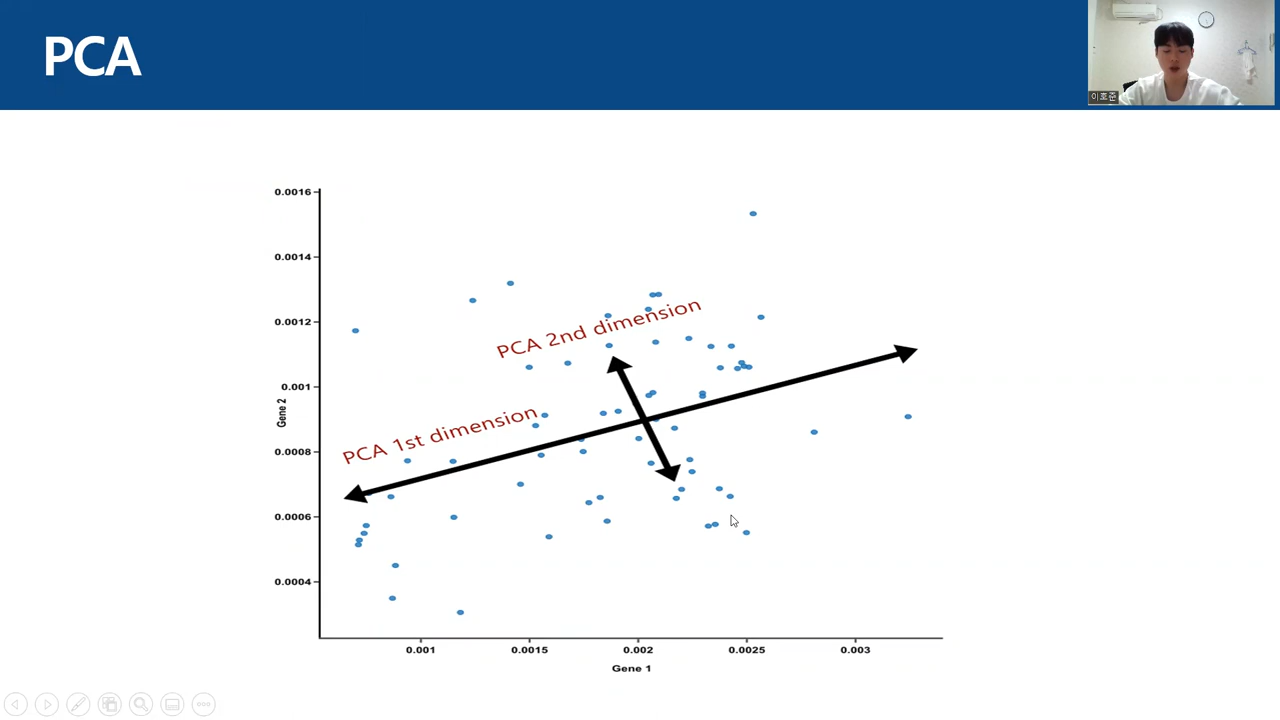 PCA
이호준
0.0016
0.0014
0.0012
0.001
0.0008
0.0006
0.0004
Gene 2
PCA 2nd dimension
PCA 1st dimension
0.001
0.0015
0.002
0.0025
0.003
Gene 1